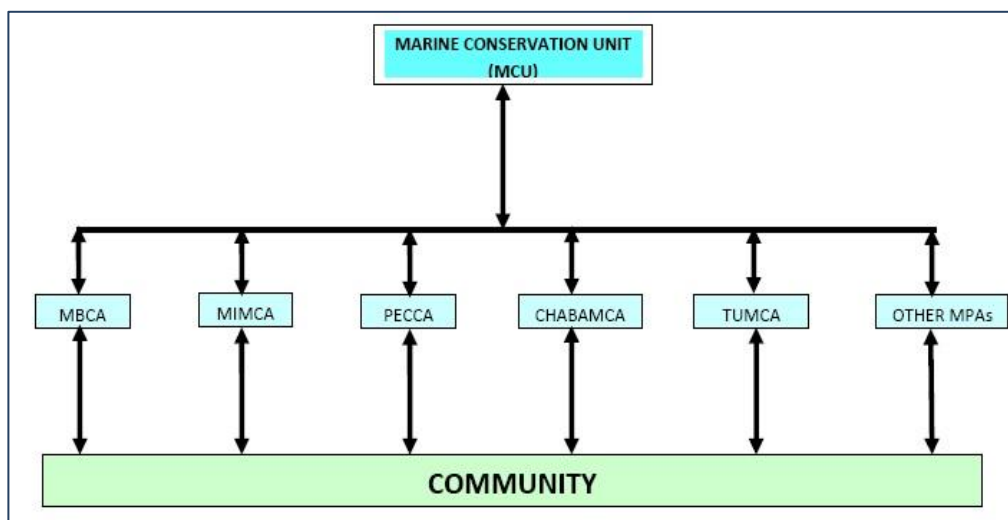 MARINE CONSERVATION UNIT
(MCU)
MBCA
MIMCA
PECCA
CHABAMCA
TUMCA
OTHER MPAs
COMMUNITY